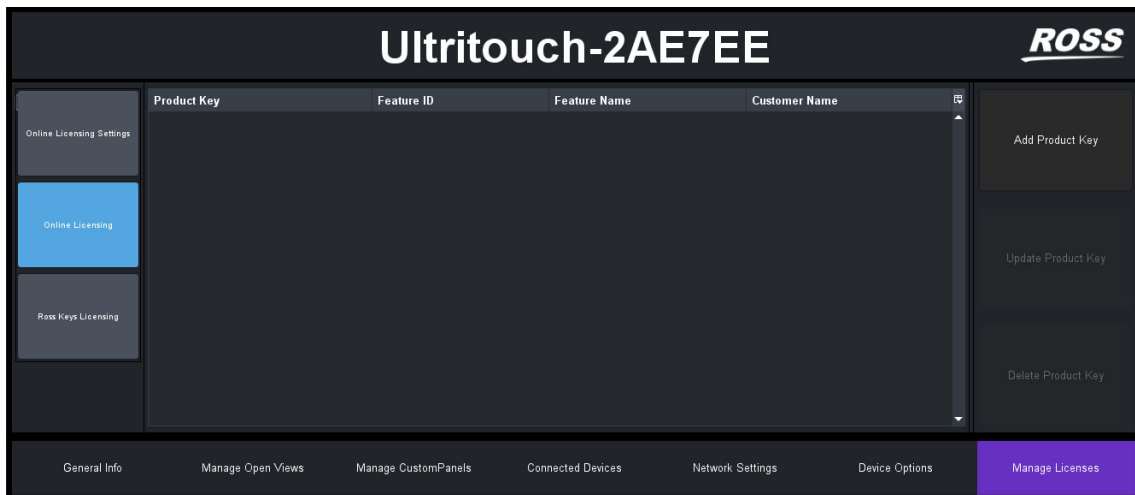 Ultritouch-2AE7EE
ROSS
Online Licensing Settings
Online Licensing
Ross Keys Licensing
Product Key Feature ID Feature Name Customer Name
Add Product Key
Update Product Key
Delete Product Key
General Info Manage Open Views Manage CustomPanels Connected Devices Network Settings Device Options Manage Licenses